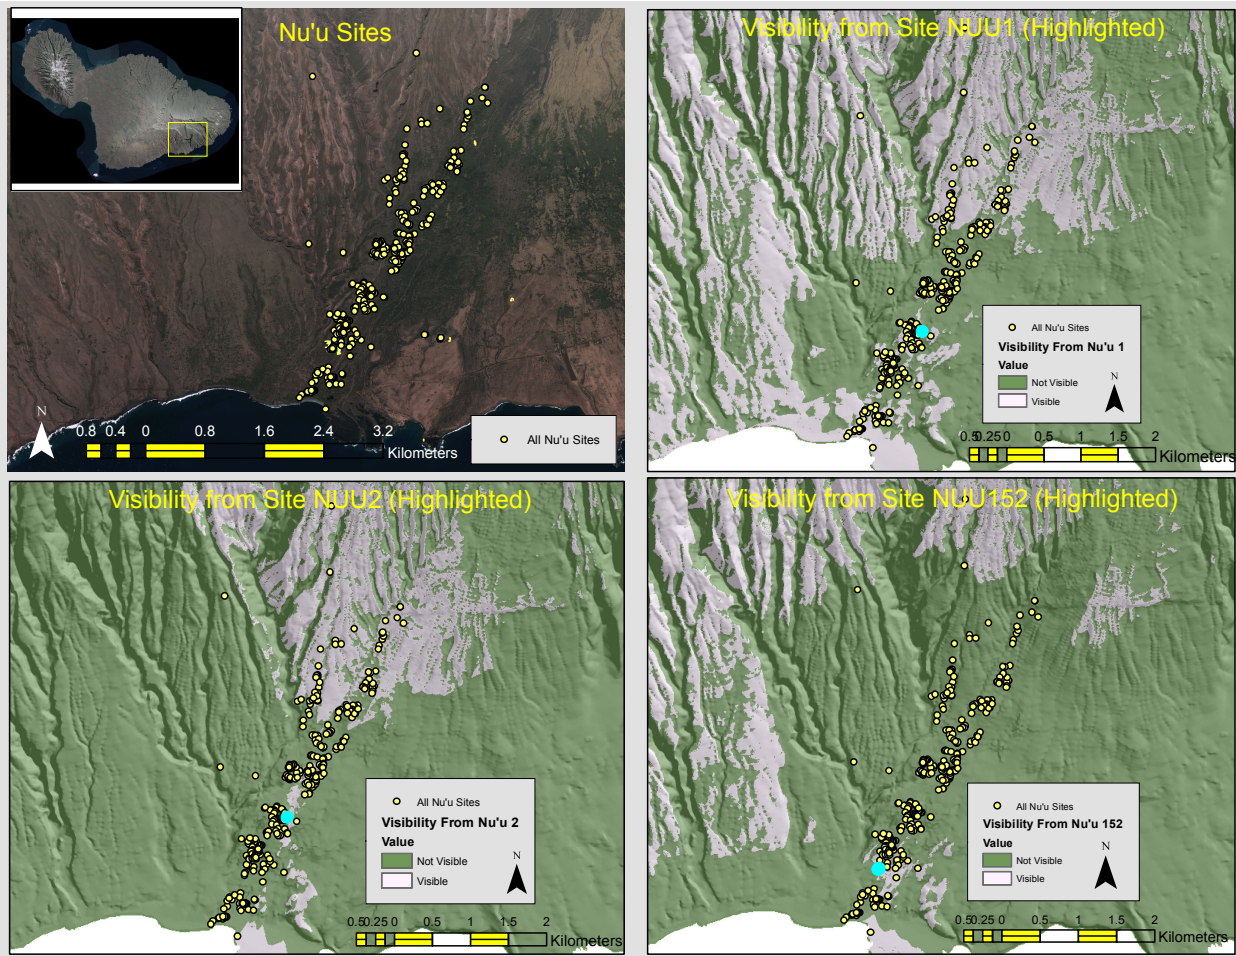 Nu'u Sites
N
0.8 0.4 0 0.8 1.6 2.4 3.2
Kilometers
All Nu'u Sites
Visibility from Site NUU1 (Highlighted)
All Nu'u Sites
Visibility From Nu'u 1
Value
Not Visible
Visible
N
0.5 0.25 0 0.5 1 1.5 2
Kilometers
Visibility from Site NUU2 (Highlighted)
All Nu'u Sites
Visibility From Nu'u 2
Value
Not Visible
Visible
N
0.5 0.25 0 0.5 1 1.5 2
Kilometers
Visibility from Site NUU152 (Highlighted)
All Nu'u Sites
Visibility From Nu'u 152
Value
Not Visible
Visible
N
0.5 0.25 0 0.5 1 1.5 2
Kilometers